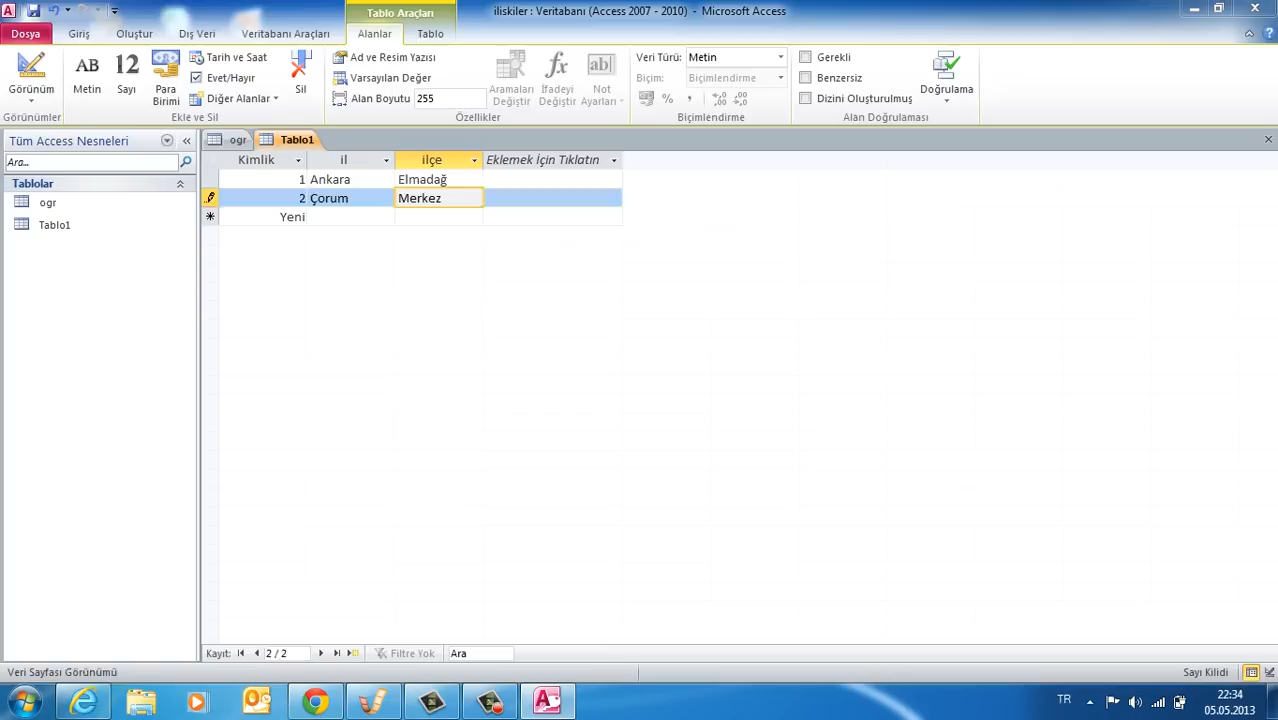 Tablo Araçları
iliskiler : Veritabanı (Access 2007 - 2010) - Microsoft Access
Dosya Giriş Oluştur Dış Veri Veritabanı Araçları Alanlar Tablo
Görünüm
Görünümler
AB Metin
12 Sayı
Para Birimi
Tarih ve Saat
Evet/Hayır
Diğer Alanlar
Sil
Ekle ve Sil
Ad ve Resim Yazısı
Varsayılan Değer
Alan Boyutu 255
Aramaları Değiştir
fx İfadeyi Değiştir
ab Not Ayarları
Özellikler
Veri Türü: Metin
Biçim: Biçimlendirme
%
Biçimlendirme
Gerekli
Benzersiz
Dizini Oluşturulmuş
Doğrulama
Alan Doğrulaması
Tüm Access Nesneleri
Ara...
Tablolar
ogr
Tablo1
ogr Tablo1
Kimlik il ilçe Eklemek İçin Tıklatın
1 Ankara Elmadağ
2 Çorum Merkez
Yeni
Kayıt: 2 / 2 Filtre Yok Ara
Veri Sayfası Görünümü Sayı Kilidi
TR
22:34
05.05.2013